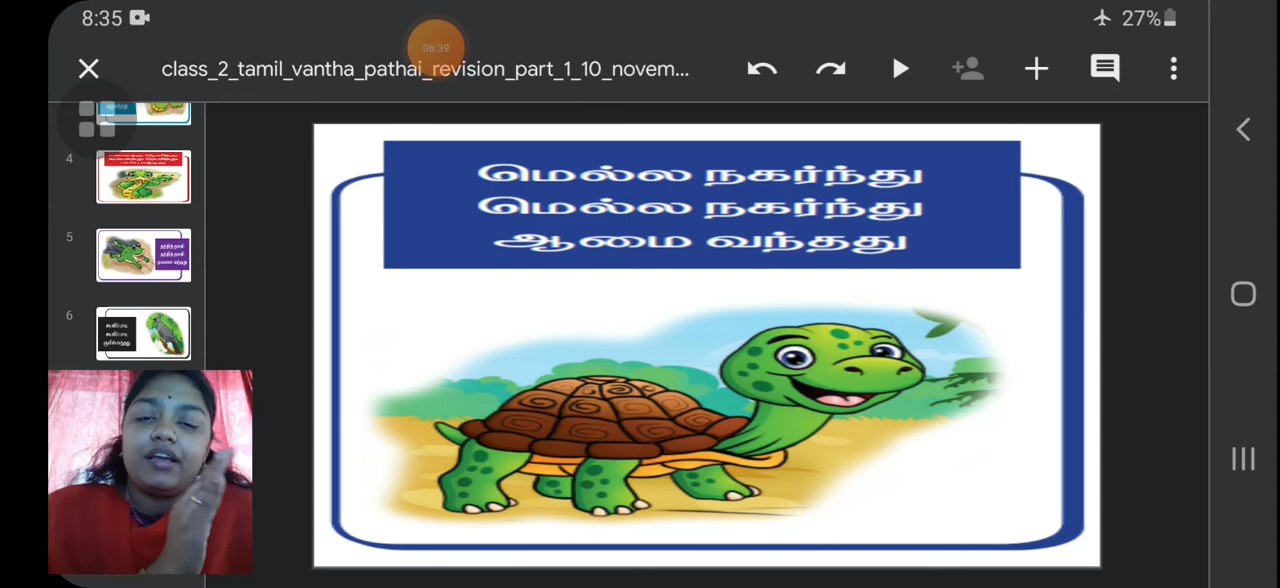 8:35
27%
06:39
class_2_tamil_vantha_pathai_revision_part_1_10_novem...
4
5
6
மெல்ல நகர்ந்து
மெல்ல நகர்ந்து
ஆமை வந்தது